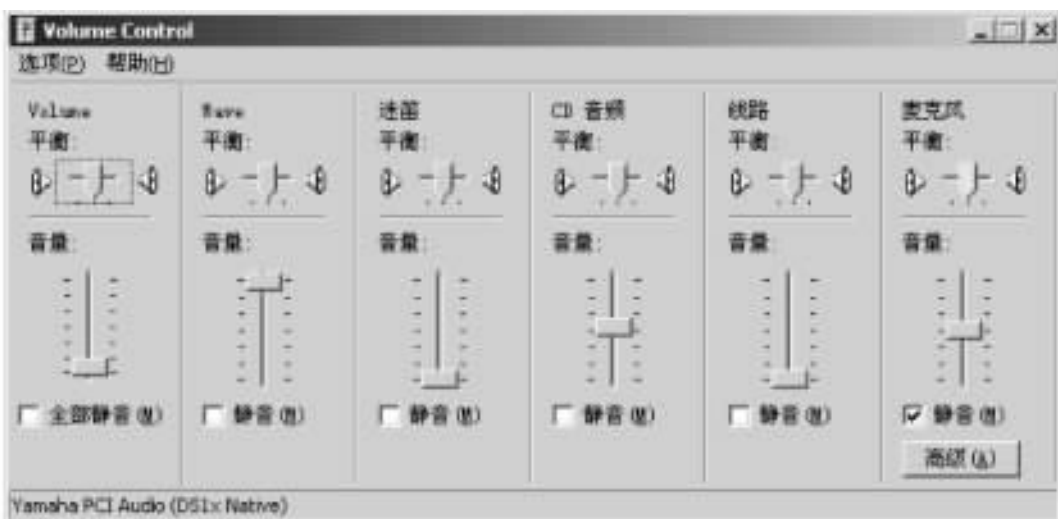 Volume Control
选项(P) 帮助(H)
Volume
平衡:
音量:
全部静音(M)
Wave
平衡:
音量:
静音(M)
迷笛
平衡:
音量:
静音(M)
CD 音频
平衡:
音量:
静音(M)
线路
平衡:
音量:
静音(M)
麦克风
平衡:
音量:
静音(M)
高级(A)
Yamaha PCI Audio (DS1x Native)